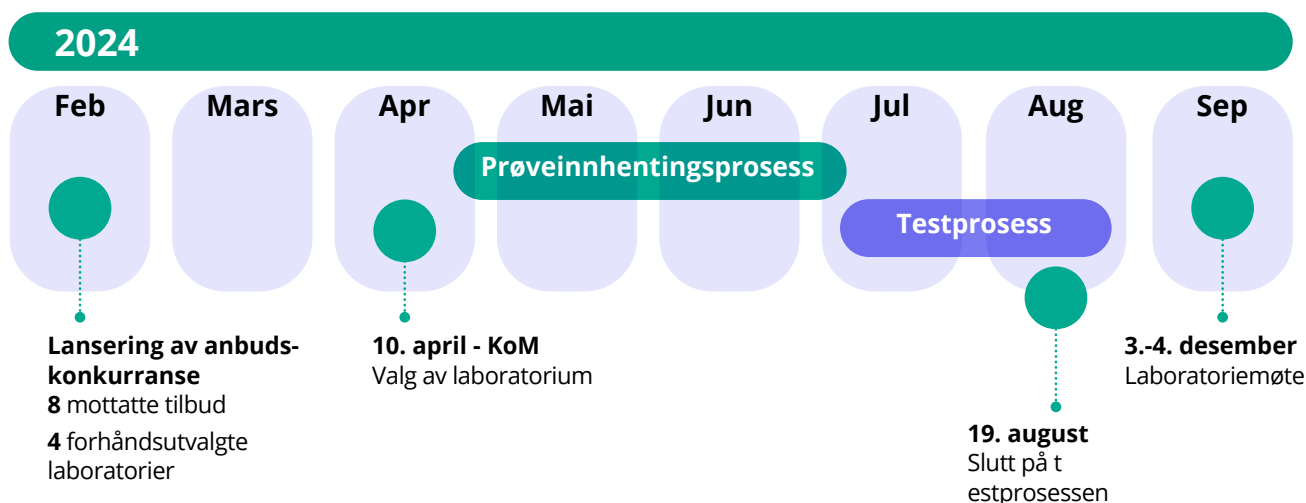 2024
Feb
Mars
Apr
Mai
Jun
Jul
Aug
Sep
Prøveinnhentingsprosess
Testprosess
Lansering av anbuds-
konkurranse
8 mottatte tilbud
4 forhåndsutvalgte
laboratorier
10. april - KoM
Valg av laboratorium
19. august
Slutt på t
estprosessen
3.-4. desember
Laboratoriemøte